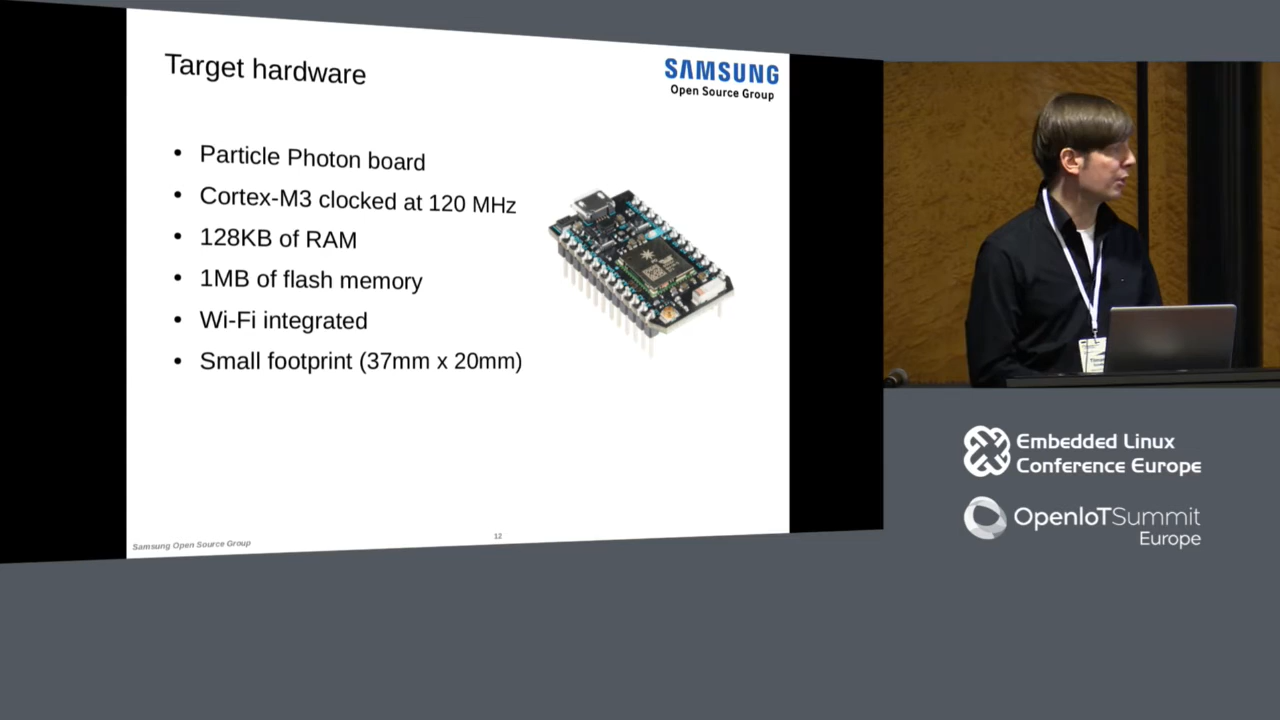 Target hardware
SAMSUNG
Open Source Group
• Particle Photon board
• Cortex-M3 clocked at 120 MHz
• 128KB of RAM
• 1MB of flash memory
• Wi-Fi integrated
• Small footprint (37mm x 20mm)
Samsung Open Source Group
12
Embedded Linux
Conference Europe
OpenIoTSummit
Europe